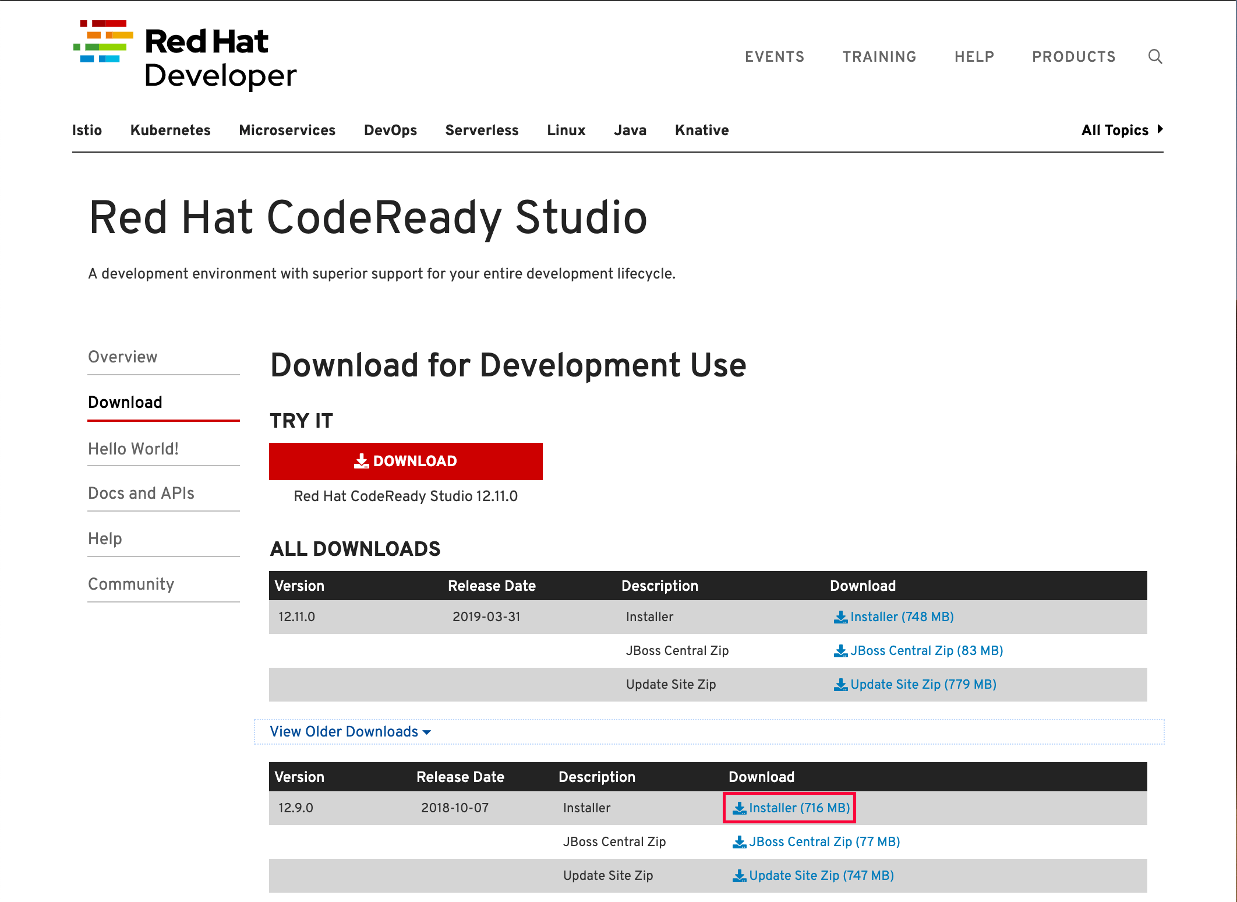 Red Hat
Developer
EVENTS TRAINING HELP PRODUCTS
Istio Kubernetes Microservices DevOps Serverless Linux Java Knative All Topics
Red Hat CodeReady Studio
A development environment with superior support for your entire development lifecycle.
Overview
Download
Hello World!
Docs and APIs
Help
Community
Download for Development Use
TRY IT
DOWNLOAD
Red Hat CodeReady Studio 12.11.0
ALL DOWNLOADS
Version Release Date Description Download
12.11.0 2019-03-31 Installer Installer (748 MB)
JBoss Central Zip JBoss Central Zip (83 MB)
Update Site Zip Update Site Zip (779 MB)
View Older Downloads
Version Release Date Description Download
12.9.0 2018-10-07 Installer Installer (716 MB)
JBoss Central Zip JBoss Central Zip (77 MB)
Update Site Zip Update Site Zip (747 MB)